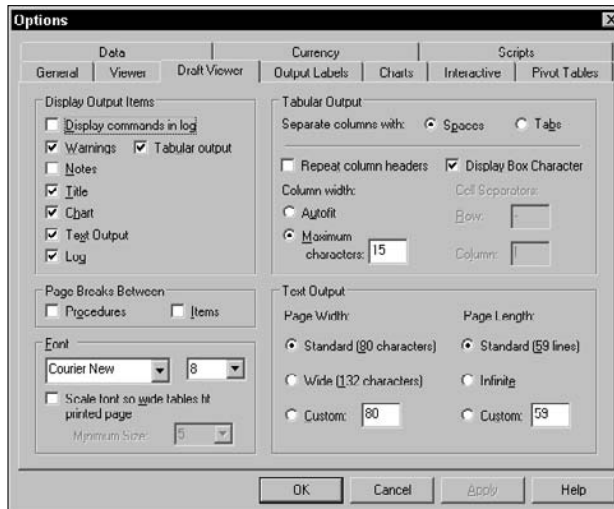 Options
Data Currency Scripts
General Viewer Draft Viewer Output Labels Charts Interactive Pivot Tables
Display Output Items
Display commands in log
Warnings Tabular output
Notes
Title
Chart
Text Output
Log
Page Breaks Between
Procedures Items
Font
Courier New 8
Scale font so wide tables fit
printed page
Minimum Size: 5
Tabular Output
Separate columns with: Spaces Tabs
Repeat column headers Display Box Character
Column width:
Autofit
Maximum
characters: 15
Cell Separators:
Row: -
Column: |
Text Output
Page Width: Page Length:
Standard (80 characters) Standard (59 lines)
Wide (132 characters) Infinite
Custom: 80 Custom: 59
OK Cancel Apply Help